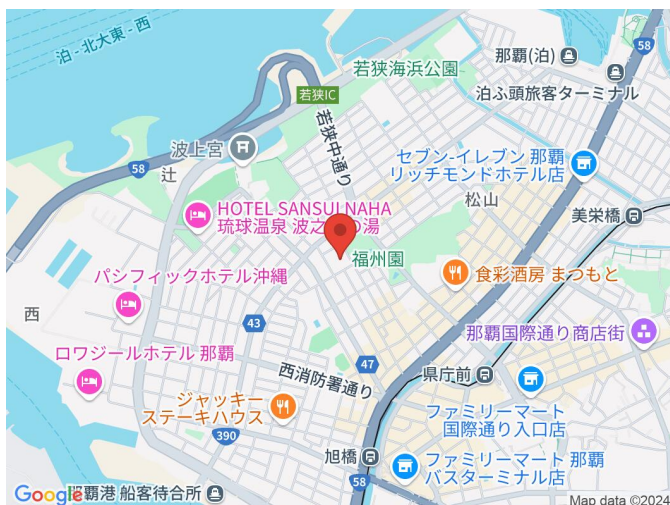 泊 - 北大東 - 西
那覇(泊)
58
若狭海浜公園
泊ふ頭旅客ターミナル
若狭IC
若狭中通り
波上宮
58
辻
セブン-イレブン 那覇
リッチモンドホテル店
松山
美栄橋
HOTEL SANSUI NAHA
琉球温泉 波之
の湯
福州園
食彩酒房 まつもと
パシフィックホテル沖縄
西
43
那覇国際通り商店街
ロワジールホテル 那覇
47
西消防署通り
県庁前
ジャッキー
ステーキハウス
ファミリーマート
国際通り入口店
390
旭橋
ファミリーマート 那覇
バスターミナル店
58
Google
那覇港 船客待合所
Map data ©2024